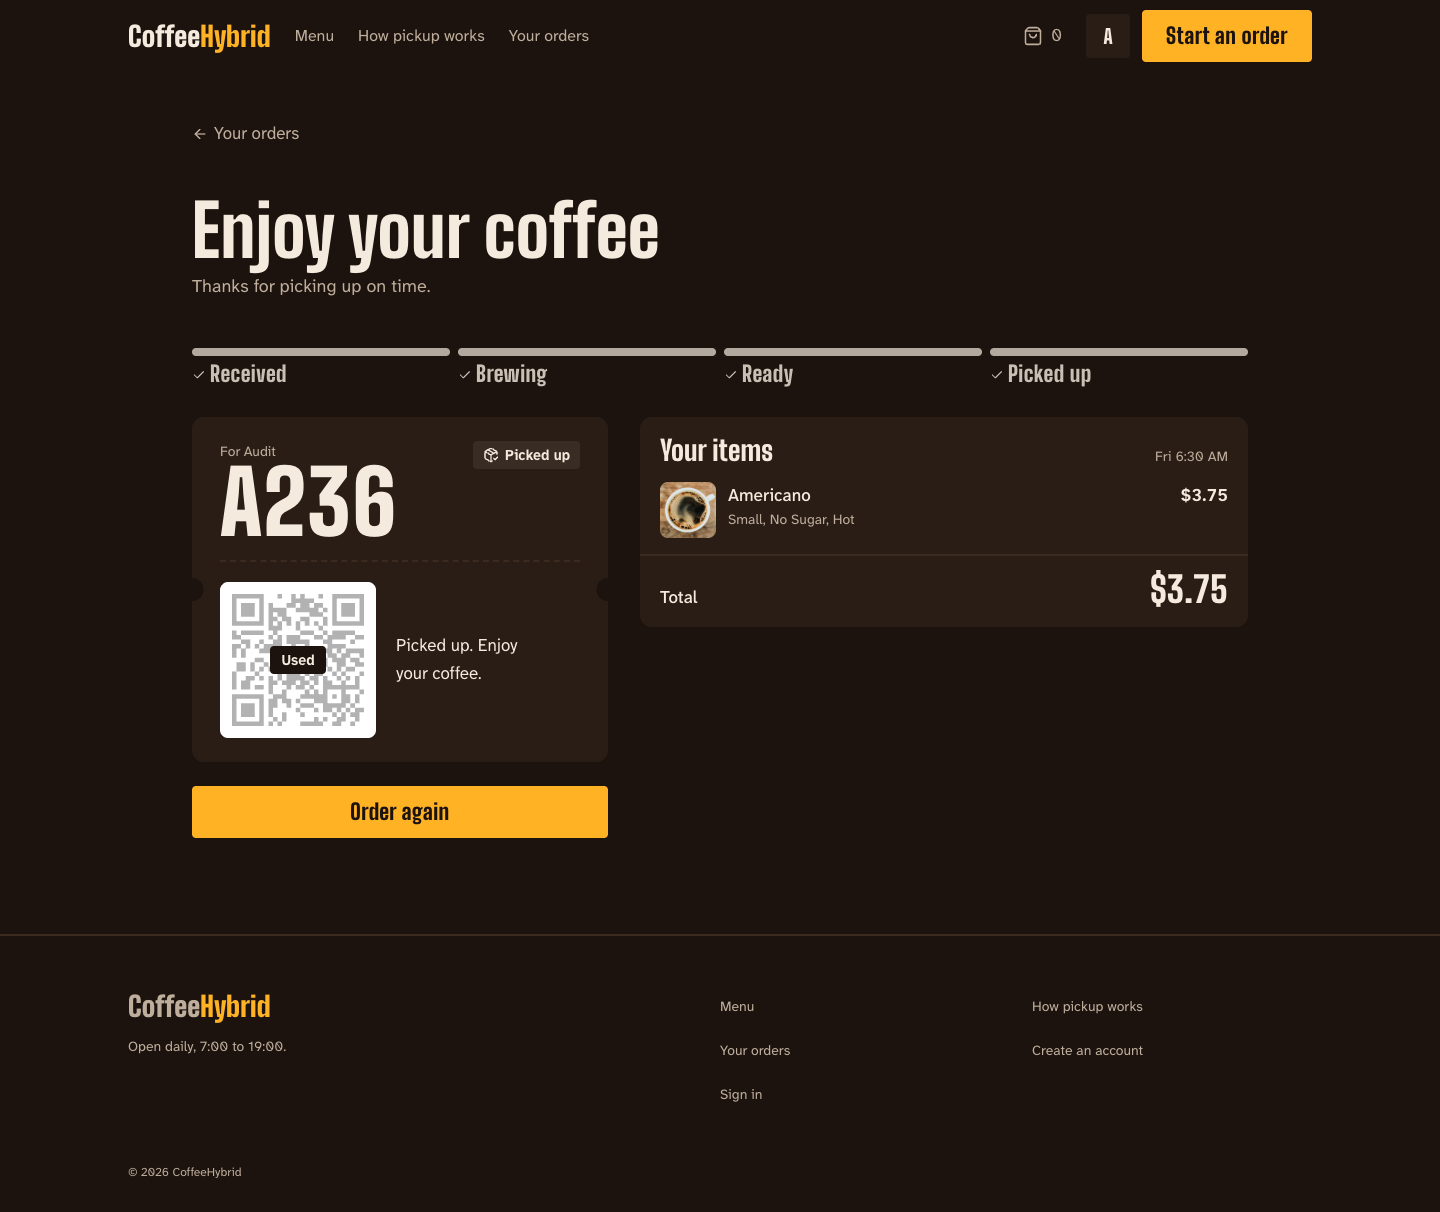 CoffeeHybrid
Menu
How pickup works
Your orders
0
A
Start an order
Your orders
Enjoy your coffee
Thanks for picking up on time.
Received
Brewing
Ready
Picked up
For Audit
Picked up
A236
Used
Picked up. Enjoy
your coffee.
Order again
Your items
Fri 6:30 AM
Americano
$3.75
Small, No Sugar, Hot
Total
$3.75
CoffeeHybrid
Open daily, 7:00 to 19:00.
Menu
Your orders
Sign in
How pickup works
Create an account
© 2026 CoffeeHybrid